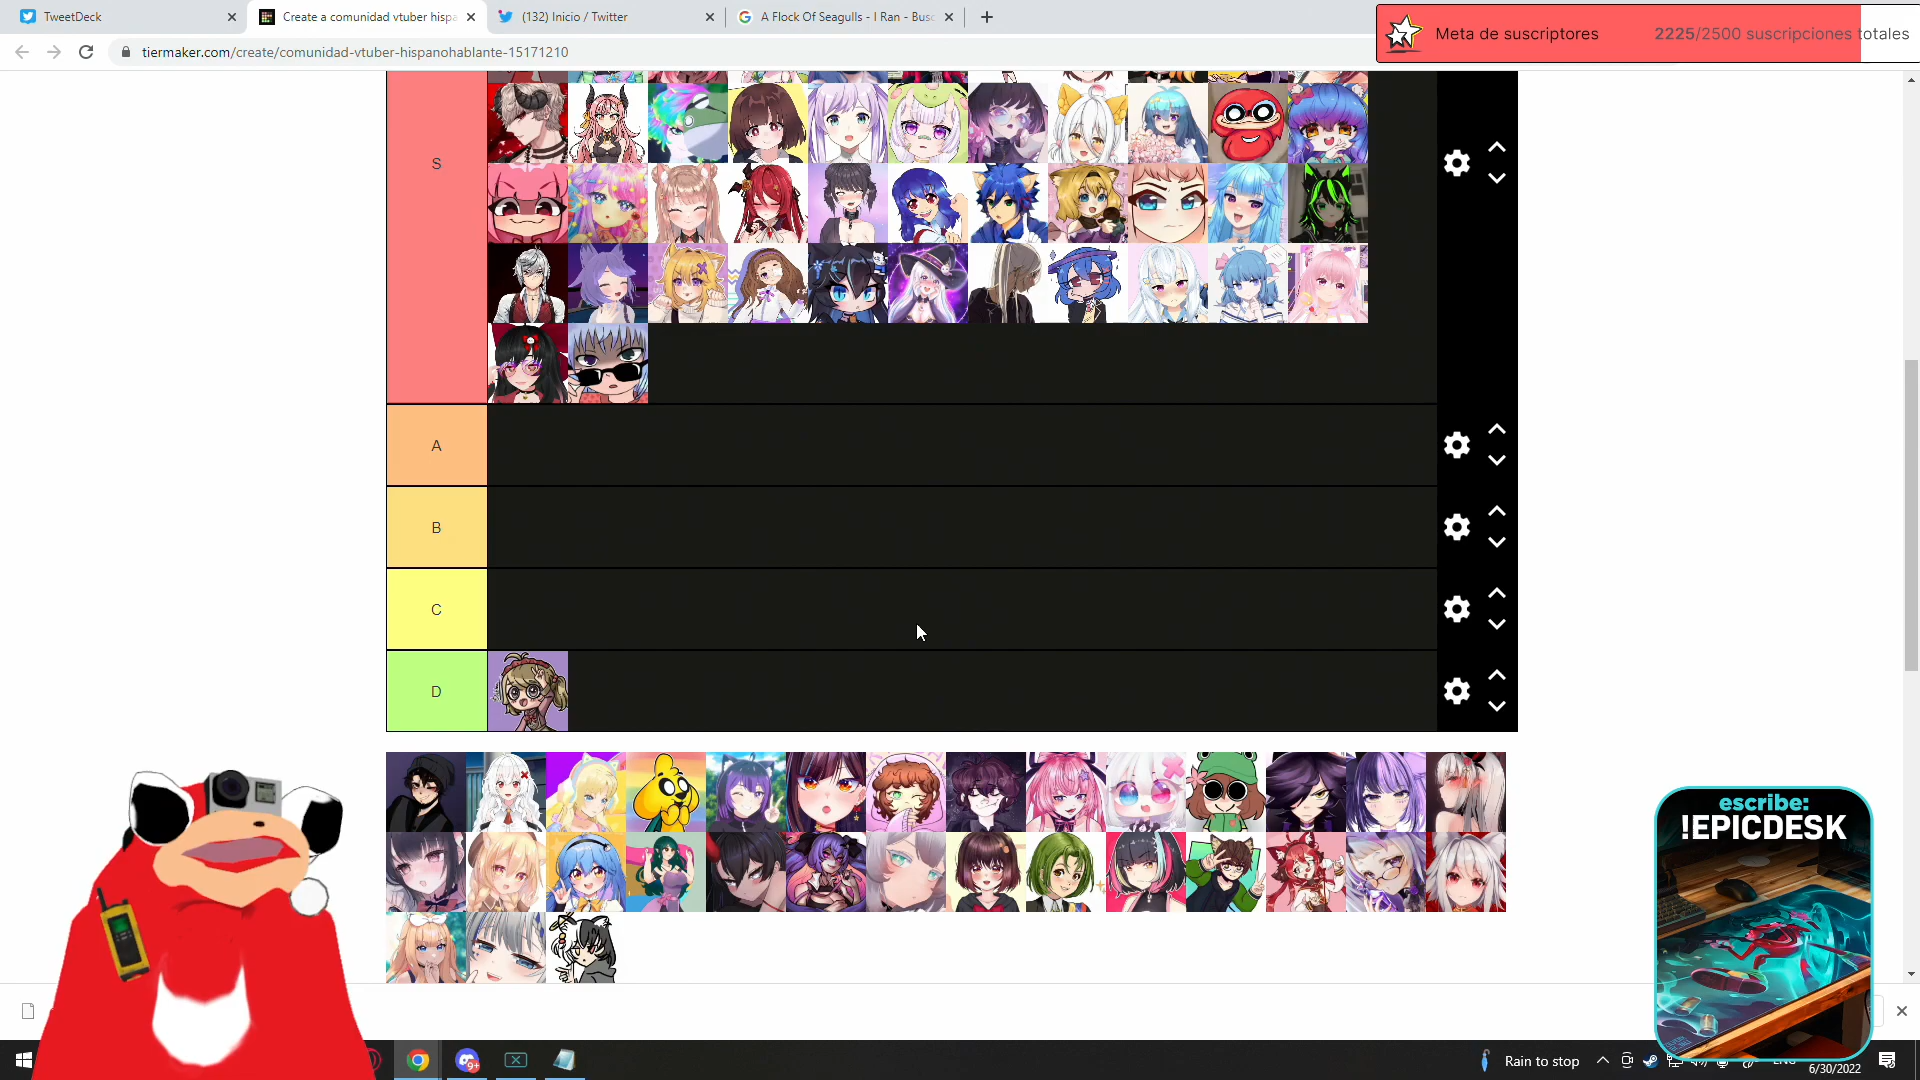 TweetDeck
Create a comunidad vtuber hispa
(132) Inicio / Twitter
A Flock Of Seagulls - I Ran - Busc
tiermaker.com/create/comunidad-vtuber-hispanohablante-15171210
Meta de suscriptores
2225/2500 suscripciones totales
S
A
B
C
D
escribe:
!EPICDESK
9+
Rain to stop
6/30/2022